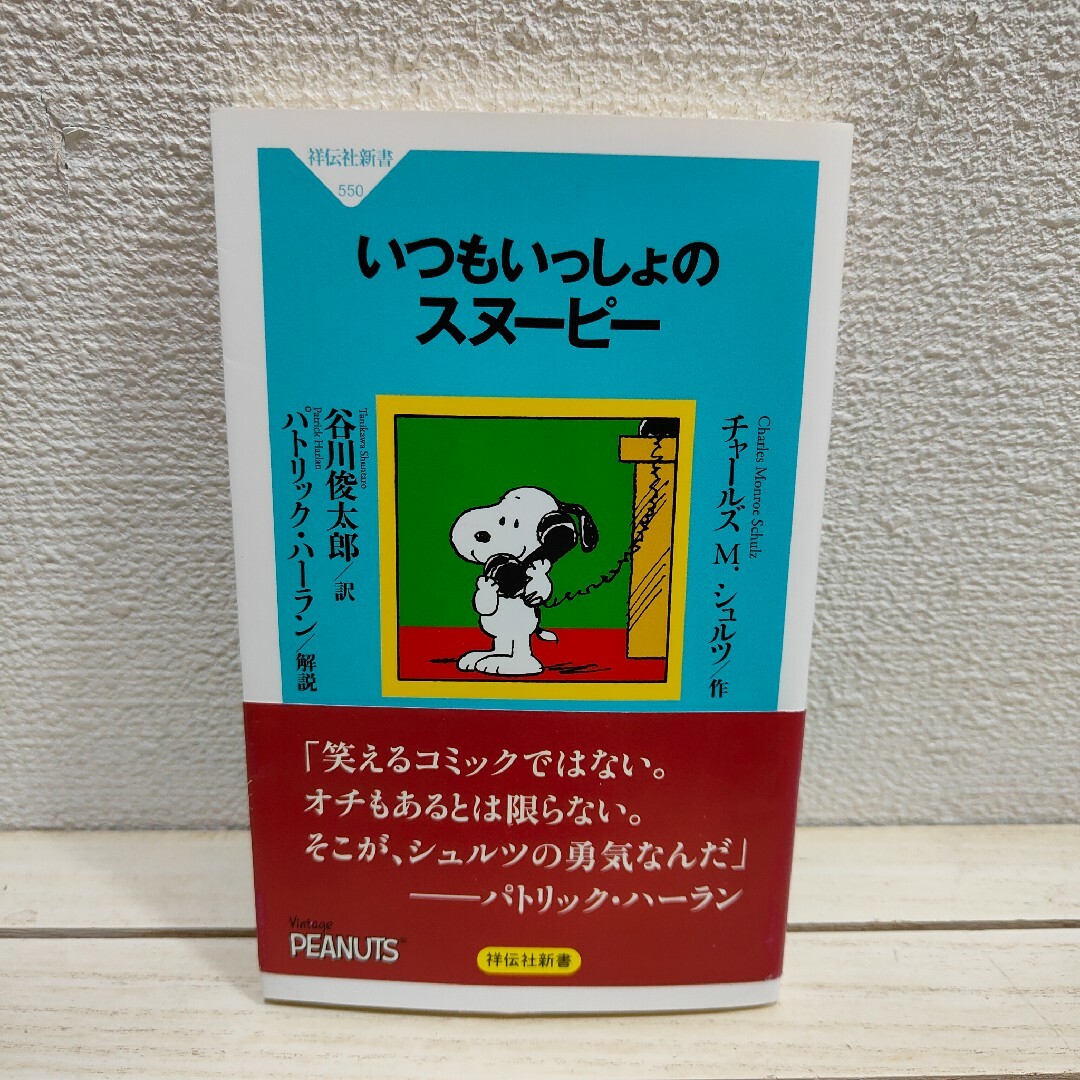 祥伝社新書
550
いつもいっしょの
スヌーピー
Charles Monroe Schulz
チャールズ M. シュルツ/作
Tanikawa Shuntaro
谷川俊太郎/訳
Patrick Harlan
パトリック・ハーラン/解説
「笑えるコミックではない。
オチもあるとは限らない。
そこが、シュルツの勇気なんだ」
――パトリック・ハーラン
Vintage
PEANUTS
祥伝社新書